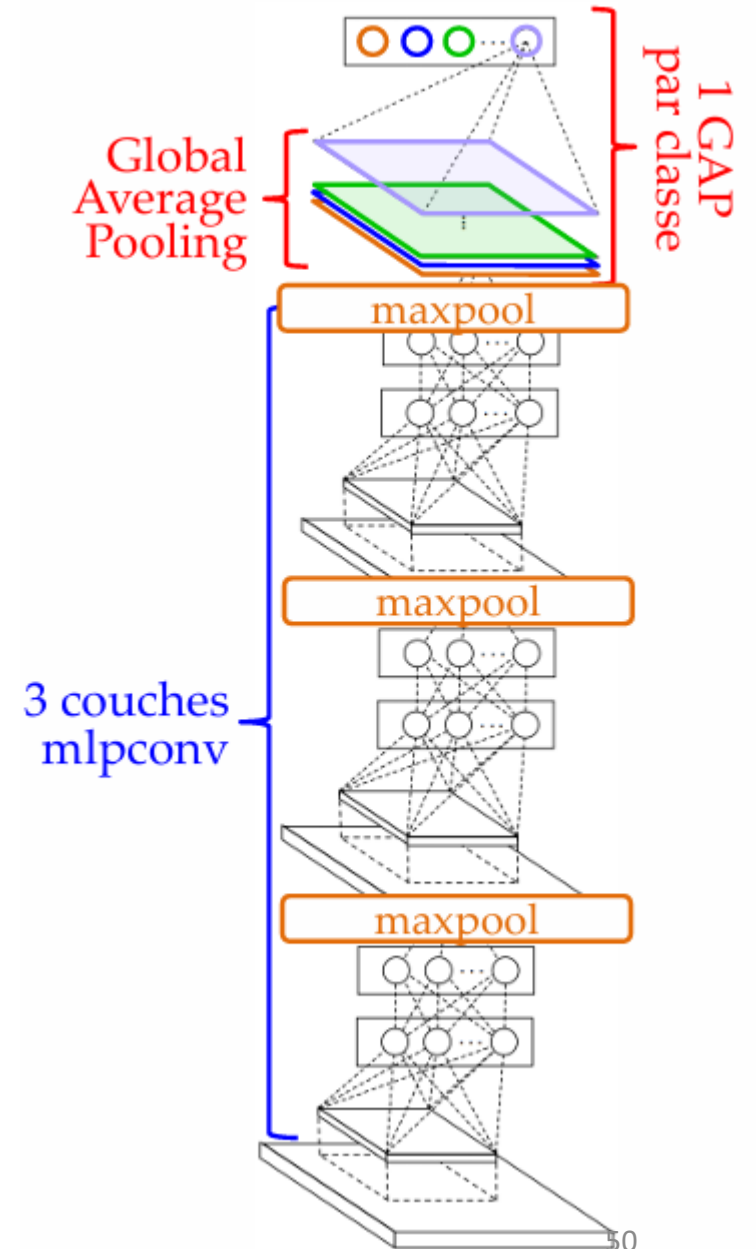 Global
Average
Pooling
1 GAP
par classe
maxpool
maxpool
3 couches
mlpconv
maxpool
50